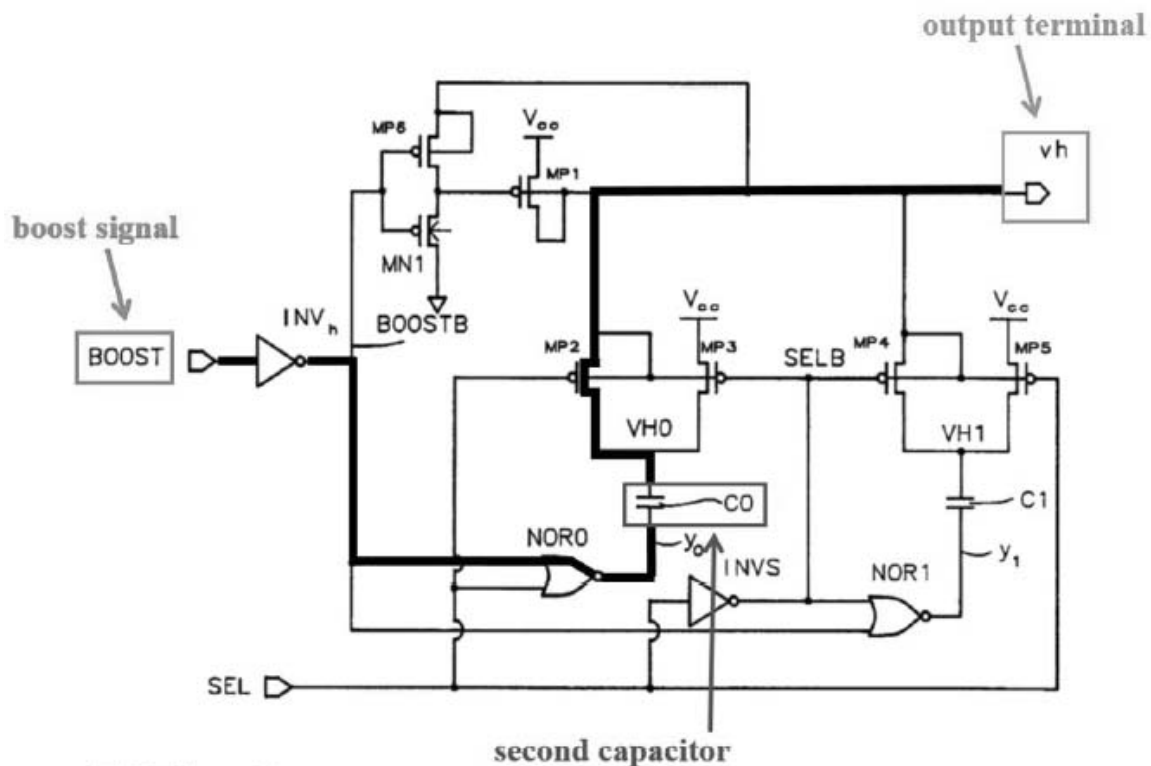 output terminal
vh
Vcc
MP6
MP1
boost signal
MN1
INVh
BOOSTB
BOOST
Vcc
Vcc
MP2
MP3
SELB
MP4
MP5
VH0
VH1
C0
C1
NOR0
y0
INVS
NOR1
y1
SEL
second capacitor